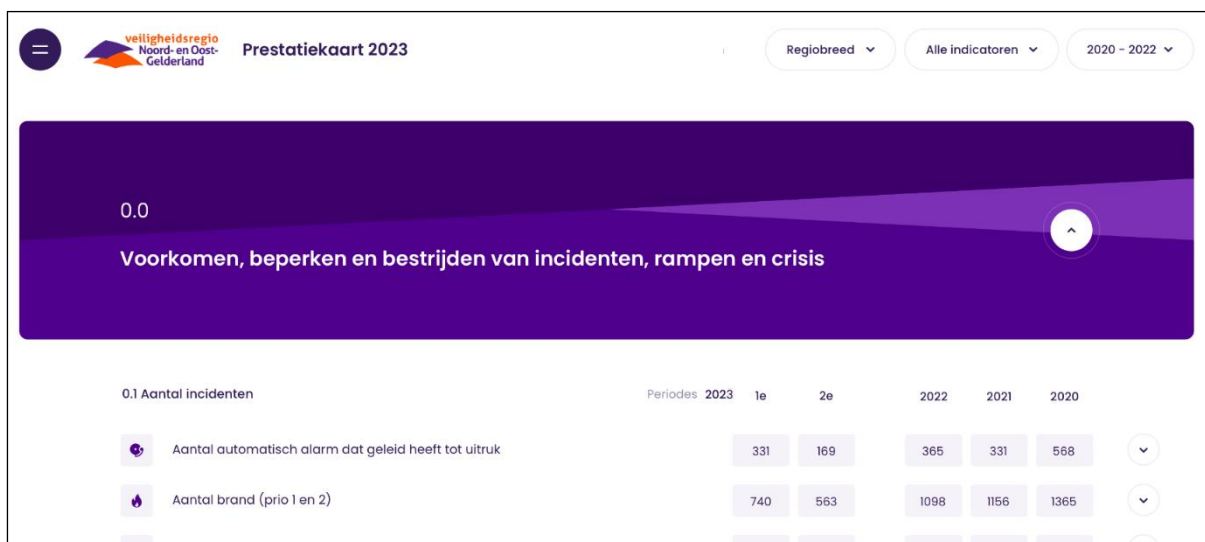 veiligheidsregio
Noord- en Oost-
Gelderland
Prestatiekaart 2023
Regiobreed
Alle indicatoren
2020 - 2022
0.0
Voorkomen, beperken en bestrijden van incidenten, rampen en crisis
0.1 Aantal incidenten Periodes 2023 1e 2e 2022 2021 2020
Aantal automatisch alarm dat geleid heeft tot uitruk 331 169 365 331 568
Aantal brand (prio 1 en 2) 740 563 1098 1156 1365